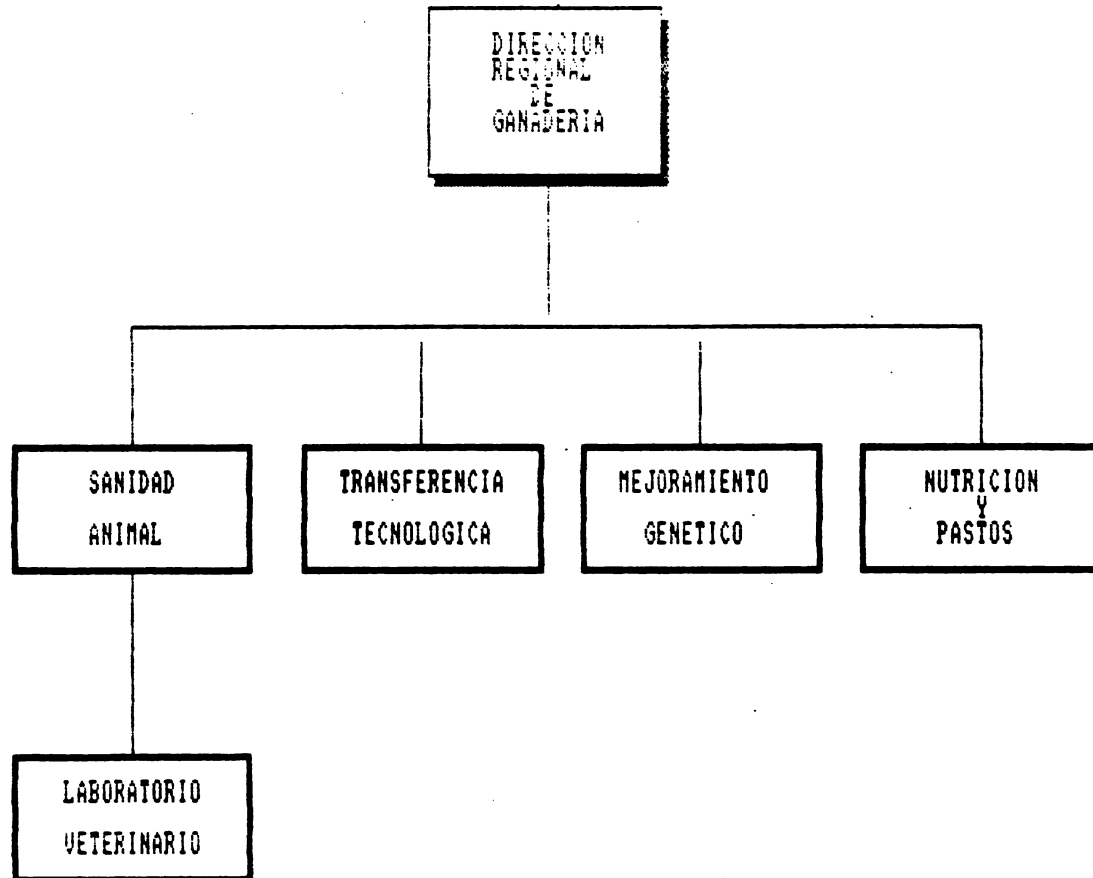 DIRECCION
REGIONAL
DE
GANADERIA
SANIDAD
ANIMAL
TRANSFERENCIA
TECNOLOGICA
MEJORAMIENTO
GENETICO
NUTRICION
Y
PASTOS
LABORATORIO
VETERINARIO